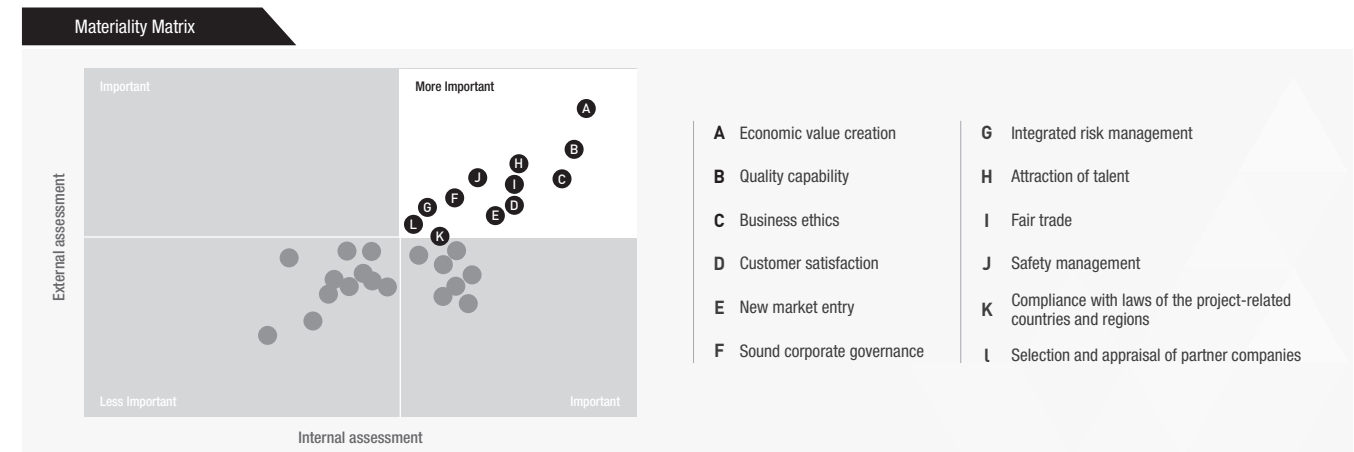 Materiality Matrix
Important
More Important
A
B
H
C
J
I
F
D
G
E
L
K
External assessment
Less Important
Important
Internal assessment
A Economic value creation
B Quality capability
C Business ethics
D Customer satisfaction
E New market entry
F Sound corporate governance
G Integrated risk management
H Attraction of talent
I Fair trade
J Safety management
K Compliance with laws of the project-related
countries and regions
l Selection and appraisal of partner companies